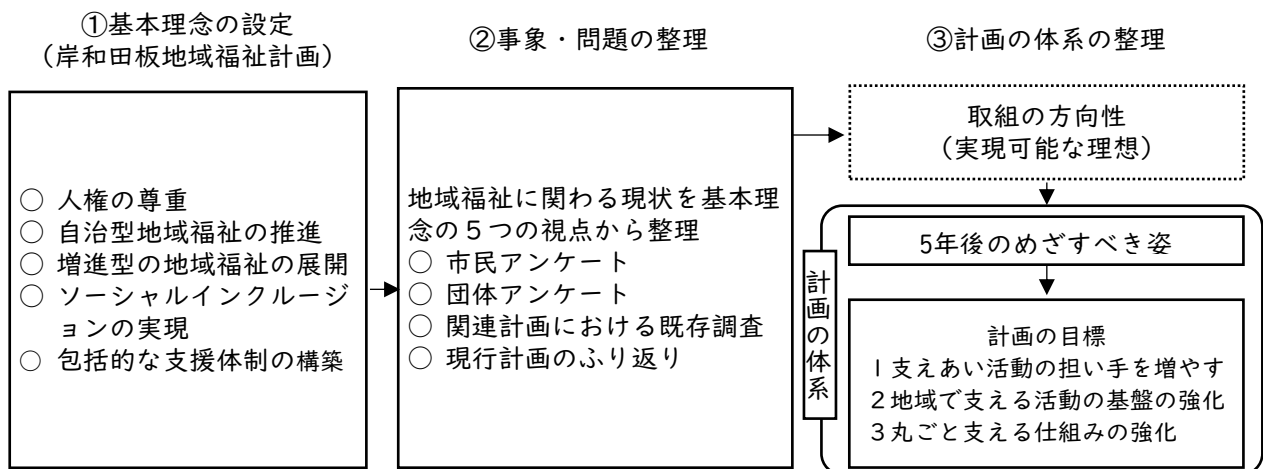 ①基本理念の設定
（岸和田板地域福祉計画）
○ 人権の尊重
○ 自治型地域福祉の推進
○ 増進型の地域福祉の展開
○ ソーシャルインクルージ
ョンの実現
○ 包括的な支援体制の構築
②事象・問題の整理
地域福祉に関わる現状を基本理
念の５つの視点から整理
○ 市民アンケート
○ 団体アンケート
○ 関連計画における既存調査
○ 現行計画のふり返り
③計画の体系の整理
取組の方向性
（実現可能な理想）
計画の体系
5年後のめざすべき姿
計画の目標
１支えあい活動の担い手を増やす
２地域で支える活動の基盤の強化
３丸ごと支える仕組みの強化